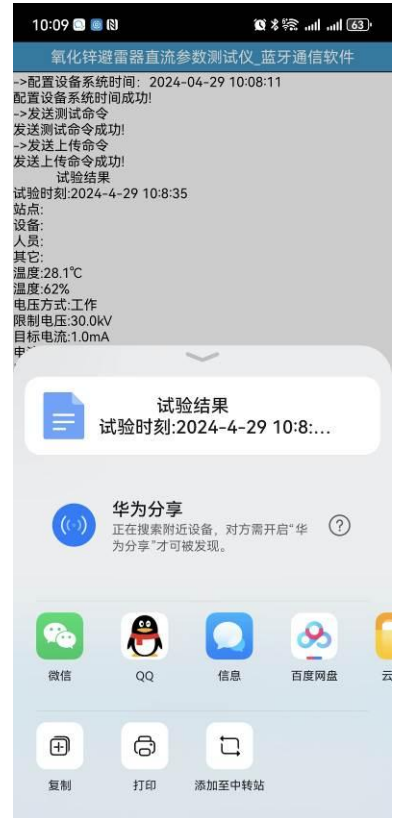 10:09
63
氧化锌避雷器直流参数测试仪_蓝牙通信软件
->配置设备系统时间：2024-04-29 10:08:11
配置设备系统时间成功!
->发送测试命令
发送测试命令成功!
->发送上传命令
发送上传命令成功!
试验结果
试验时刻:2024-4-29 10:8:35
站点:
设备:
人员:
其它:
温度:28.1℃
温度:62%
电压方式:工作
限制电压:30.0kV
目标电流:1.0mA
试验结果
试验时刻:2024-4-29 10:8:...
华为分享
正在搜索附近设备，对方需开启“华
为分享”才可被发现。
?
微信
QQ
信息
百度网盘
云
复制
打印
添加至中转站